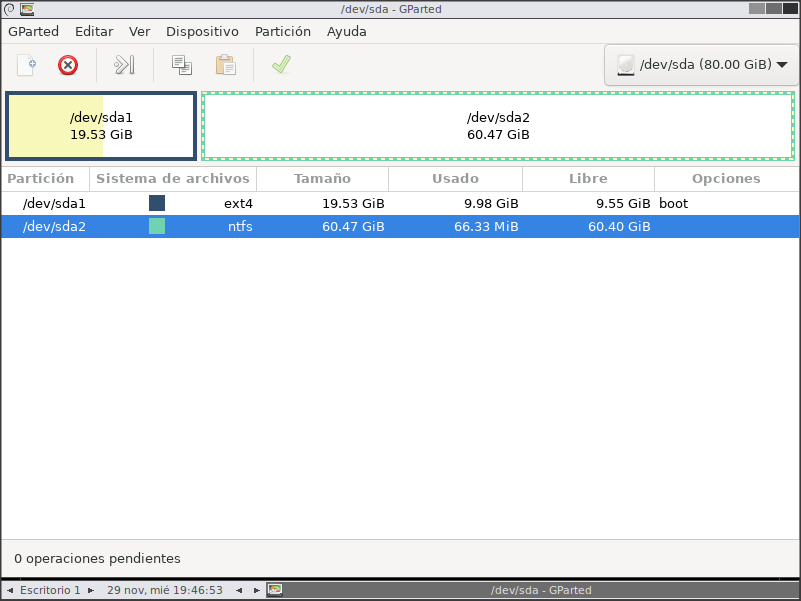 /dev/sda - GParted
GParted Editar Ver Dispositivo Partición Ayuda
/dev/sda (80.00 GiB)
/dev/sda1
19.53 GiB
/dev/sda2
60.47 GiB
Partición Sistema de archivos Tamaño Usado Libre Opciones
/dev/sda1 ext4 19.53 GiB 9.98 GiB 9.55 GiB boot
/dev/sda2 ntfs 60.47 GiB 66.33 MiB 60.40 GiB
0 operaciones pendientes
Escritorio 1 29 nov, mié 19:46:53 /dev/sda - GParted